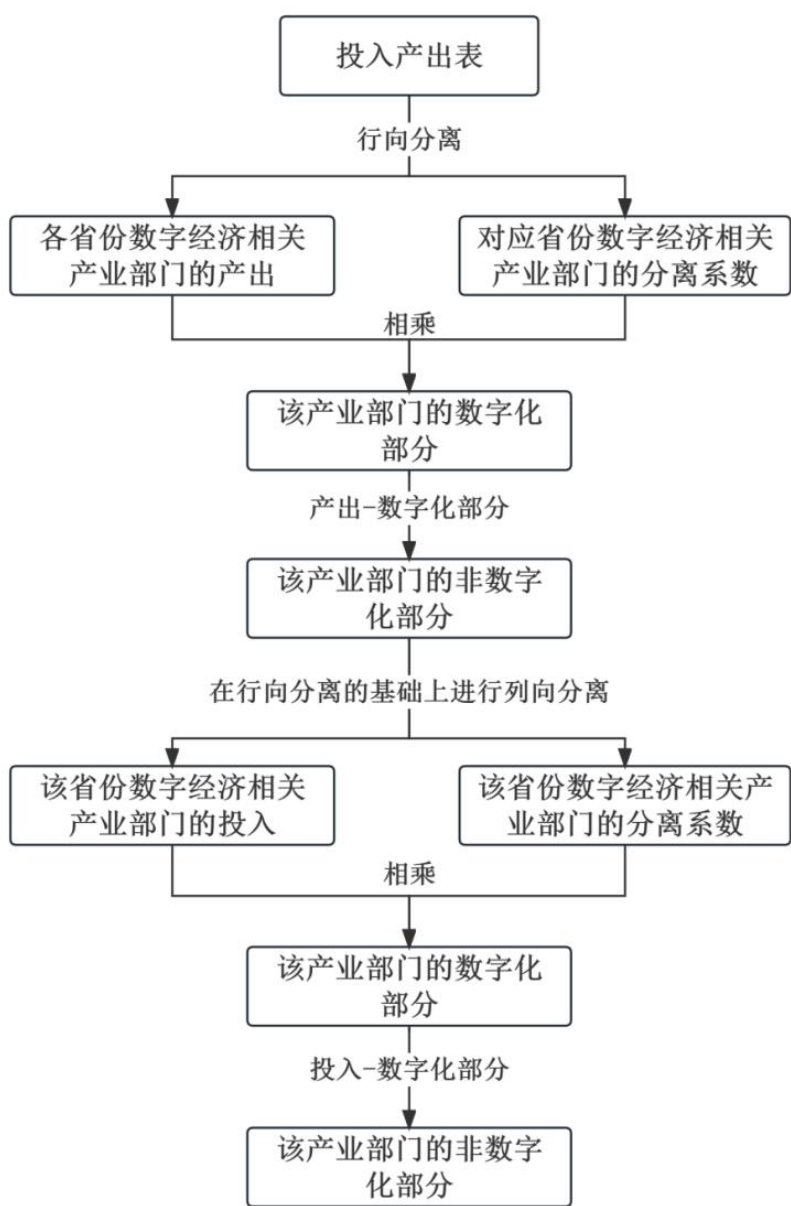 投入产出表
行向分离
各省份数字经济相关
产业部门的产出
对应省份数字经济相关
产业部门的分离系数
相乘
该产业部门的数字化
部分
产出-数字化部分
该产业部门的非数字
化部分
在行向分离的基础上进行列向分离
该省份数字经济相关
产业部门的投入
该省份数字经济相关产
业部门的分离系数
相乘
该产业部门的数字化
部分
投入-数字化部分
该产业部门的非数字
化部分